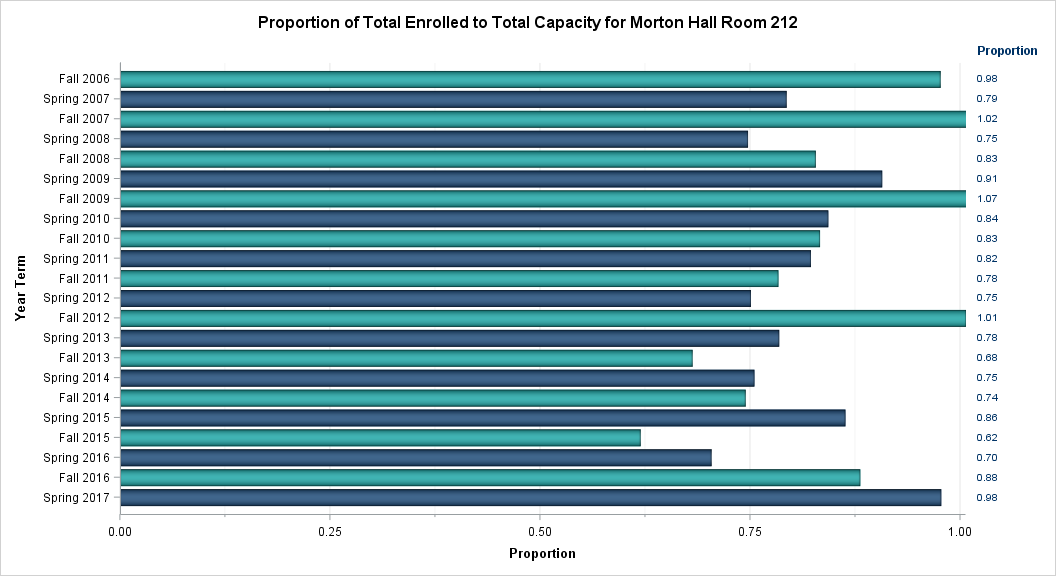 Proportion of Total Enrolled to Total Capacity for Morton Hall Room 212
Proportion
Fall 2006 0.98
Spring 2007 0.79
Fall 2007 1.02
Spring 2008 0.75
Fall 2008 0.83
Spring 2009 0.91
Fall 2009 1.07
Spring 2010 0.84
Fall 2010 0.83
Spring 2011 0.82
Fall 2011 0.78
Spring 2012 0.75
Fall 2012 1.01
Spring 2013 0.78
Fall 2013 0.68
Spring 2014 0.75
Fall 2014 0.74
Spring 2015 0.86
Fall 2015 0.62
Spring 2016 0.70
Fall 2016 0.88
Spring 2017 0.98
Year Term
0.00 0.25 0.50 0.75 1.00
Proportion